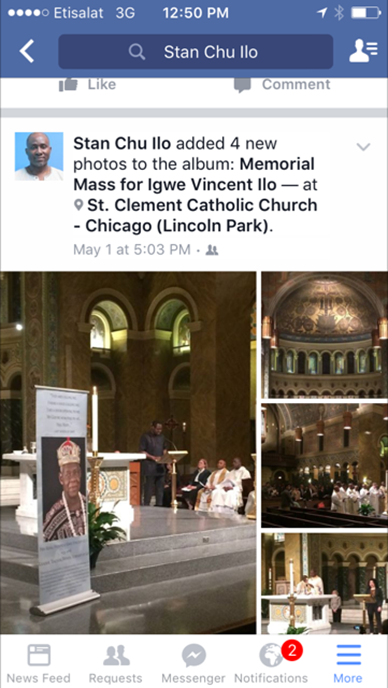 Etisalat 3G 12:50 PM
Stan Chu Ilo
Like Comment
Stan Chu Ilo added 4 new
photos to the album: Memorial
Mass for Igwe Vincent Ilo — at
St. Clement Catholic Church
- Chicago (Lincoln Park).
May 1 at 5:03 PM ·
2
News Feed Requests Messenger Notifications More